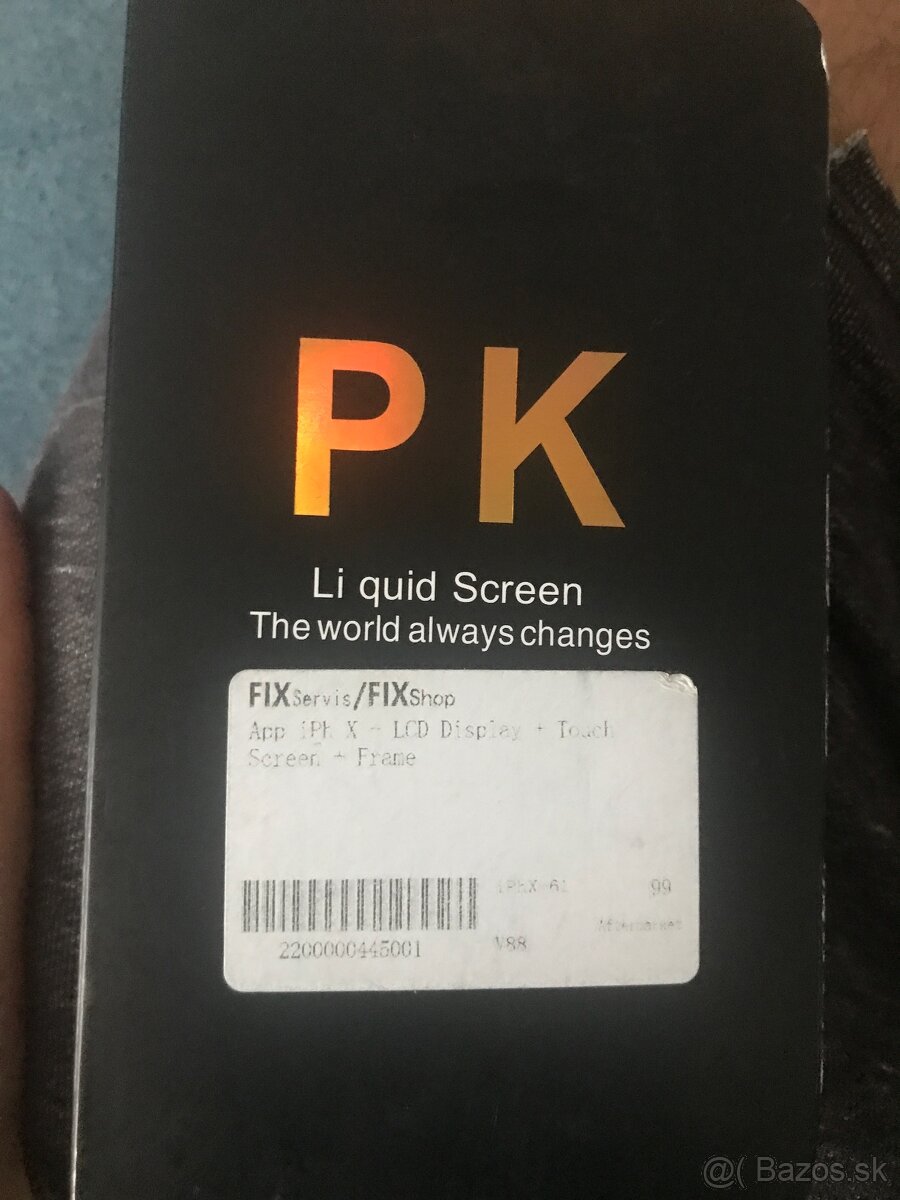 P K
Li quid Screen
The world always changes
FIXServis/FIXShop
App iPh X - LCD Display + Touch
Screen + Frame
iPhX-61 99
Aftermarket
2200000445001 V88
@( Bazos.sk